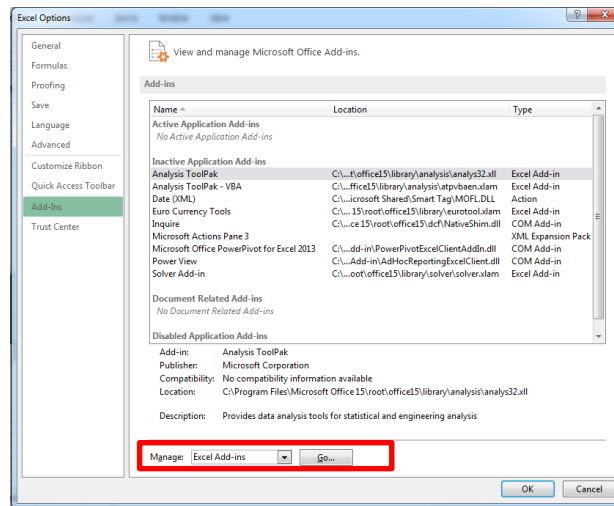 Excel Options
General
Formulas
Proofing
Save
Language
Advanced
Customize Ribbon
Quick Access Toolbar
Add-Ins
Trust Center
View and manage Microsoft Office Add-ins.
Add-ins
Name Location Type
Active Application Add-ins
No Active Application Add-ins
Inactive Application Add-ins
Analysis ToolPak C:\...t\office15\library\analysis\analys32.xll Excel Add-in
Analysis ToolPak - VBA C:\...ffice15\library\analysis\atpvbaen.xlam Excel Add-in
Date (XML) C:\...icrosoft Shared\Smart Tag\MOFL.DLL Action
Euro Currency Tools C:\... 15\root\office15\library\eurotool.xlam Excel Add-in
Inquire C:\...ce 15\root\office15\dcf\NativeShim.dll COM Add-in
Microsoft Actions Pane 3 XML Expansion Pack
Microsoft Office PowerPivot for Excel 2013 C:\...dd-in\PowerPivotExcelClientAddIn.dll COM Add-in
Power View C:\...Add-in\AdHocReportingExcelClient.dll COM Add-in
Solver Add-in C:\...oot\office15\library\solver\solver.xlam Excel Add-in
Document Related Add-ins
No Document Related Add-ins
Disabled Application Add-ins
Add-in: Analysis ToolPak
Publisher: Microsoft Corporation
Compatibility: No compatibility information available
Location: C:\Program Files\Microsoft Office 15\root\office15\library\analysis\analys32.xll
Description: Provides data analysis tools for statistical and engineering analysis
Manage: Excel Add-ins Go...
OK Cancel